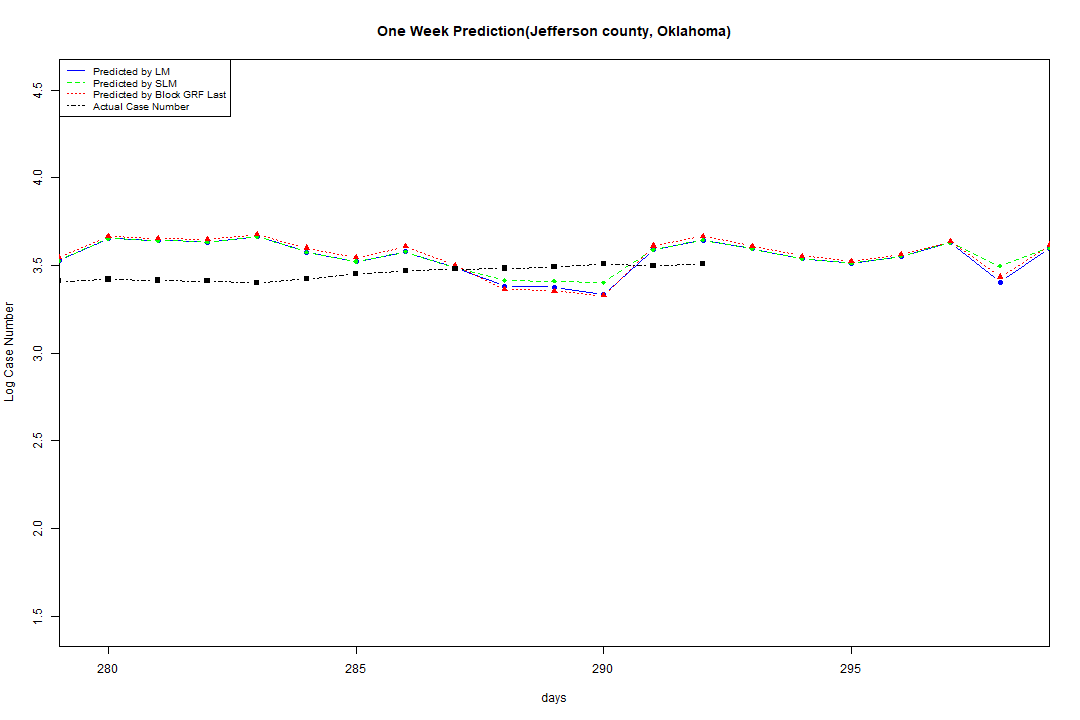 One Week Prediction(Jefferson county, Oklahoma)
Predicted by LM
Predicted by SLM
Predicted by Block GRF Last
Actual Case Number
4.5
4.0
3.5
3.0
2.5
2.0
1.5
Log Case Number
280
285
290
295
days